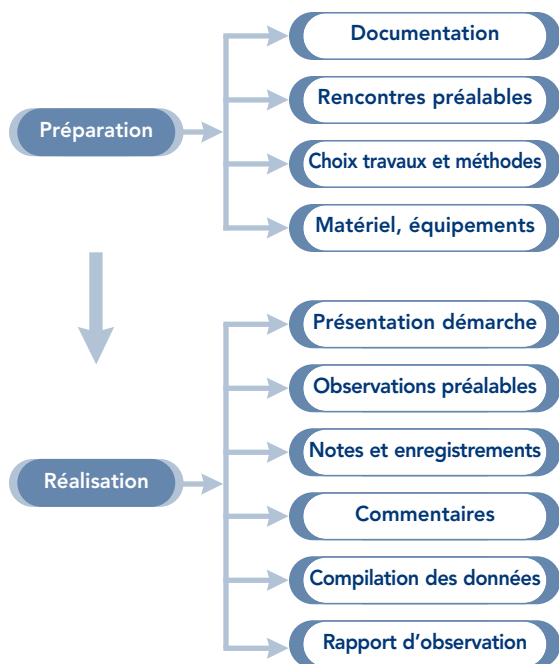 Préparation
Documentation
Rencontres préalables
Choix travaux et méthodes
Matériel, équipements
Réalisation
Présentation démarche
Observations préalables
Notes et enregistrements
Commentaires
Compilation des données
Rapport d’observation